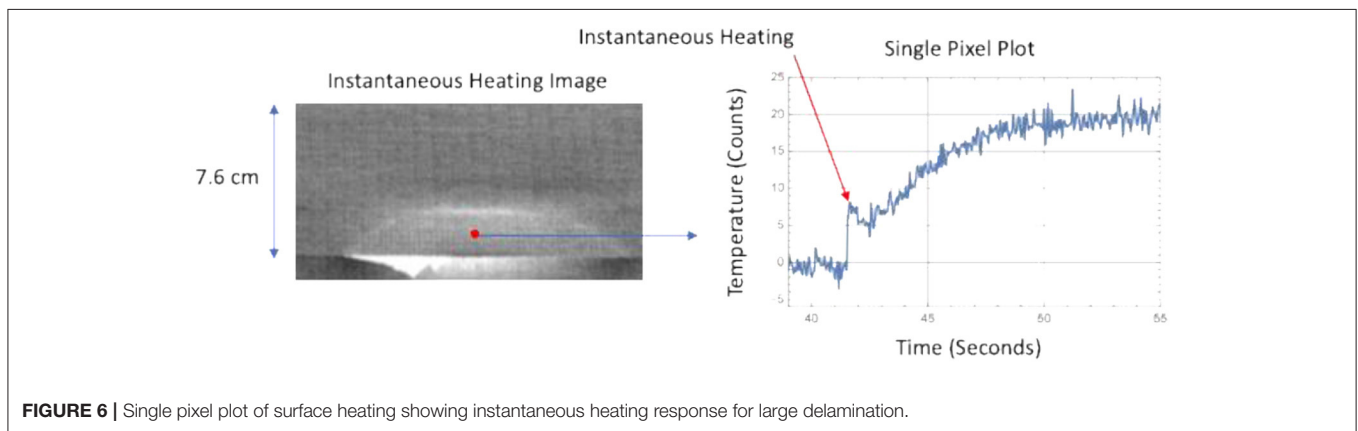 Instantaneous Heating
Single Pixel Plot
Instantaneous Heating Image
7.6 cm
Temperature (Counts)
25
20
15
10
5
0
-5
40
45
50
55
Time (Seconds)
FIGURE 6 | Single pixel plot of surface heating showing instantaneous heating response for large delamination.